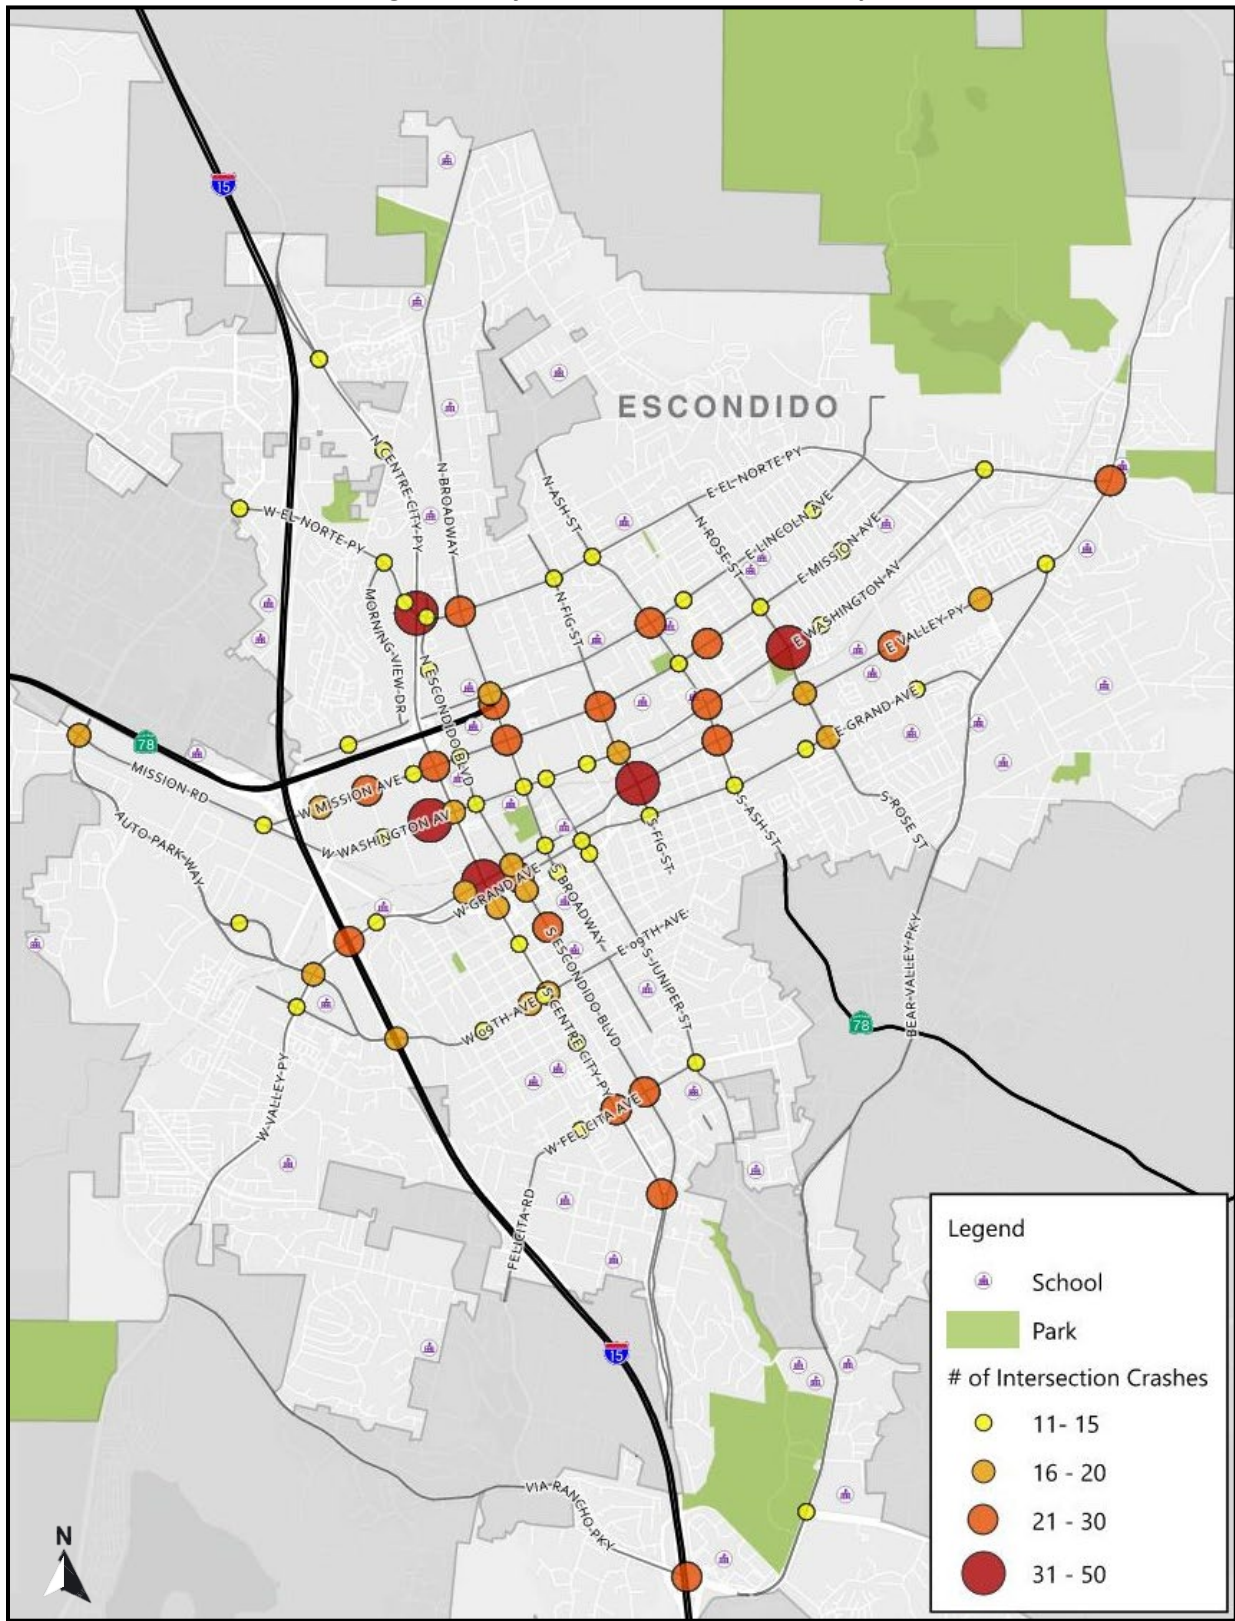 15
ESCONDIDO
N-CENTRE-CITY-PY
N-BROADWAY
N-ASH-ST
E-EL-NORTE-PY
W-EL-NORTE-PY
N-ROSE-ST
E-LINCOLN AVE
E-MISSION-AVE
E WASHINGTON-AV
MORNING-VIEW-DR
N-FIG-ST
E VALLEY-PY
N ESCONDIDO BLVD
E-GRAND-AVE
78
MISSION-RD
W MISSION AVE
AUTO-PARK-WAY
W WASHINGTON AV
S-FIG-ST
S-ASH-ST
S-ROSE ST
W-GRAND AVE
S BROADWAY
E-09TH-AVE
S ESCONDIDO-BLVD
S-JUNIPER-ST
BEAR-VALLEY-PKY
W-09TH-AVE
S CENTRE-CITY-PY
78
W-VALLEY-PY
W-FELICITA AVE
FELICITA-RD
15
VIA-RANCHO-PKY
N
Legend
School
Park
# of Intersection Crashes
11- 15
16 - 20
21 - 30
31 - 50